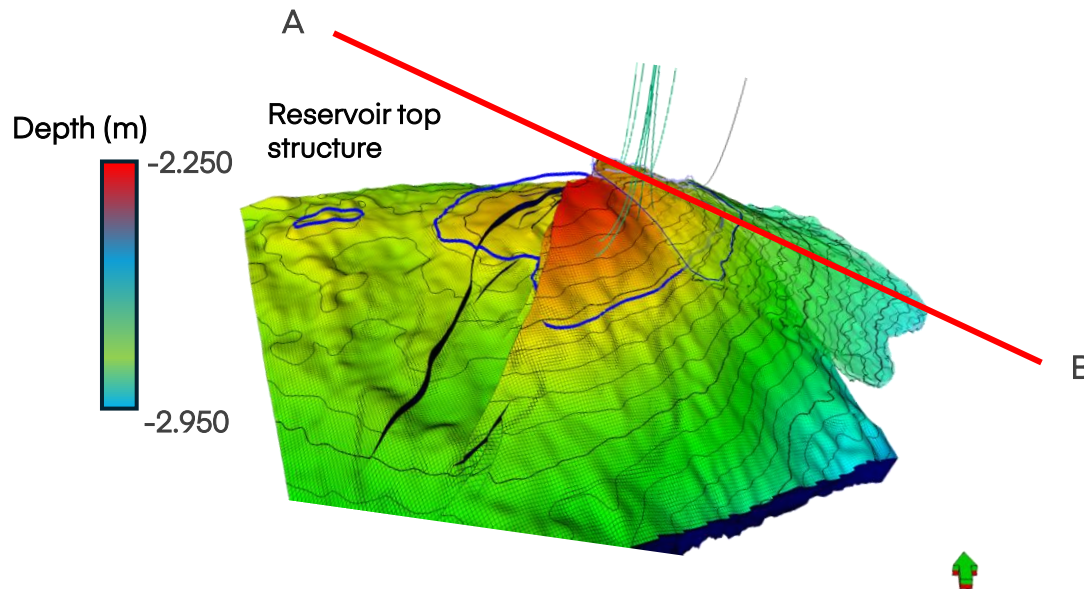 A
Reservoir top
structure
Depth (m)
-2.250
-2.950
B